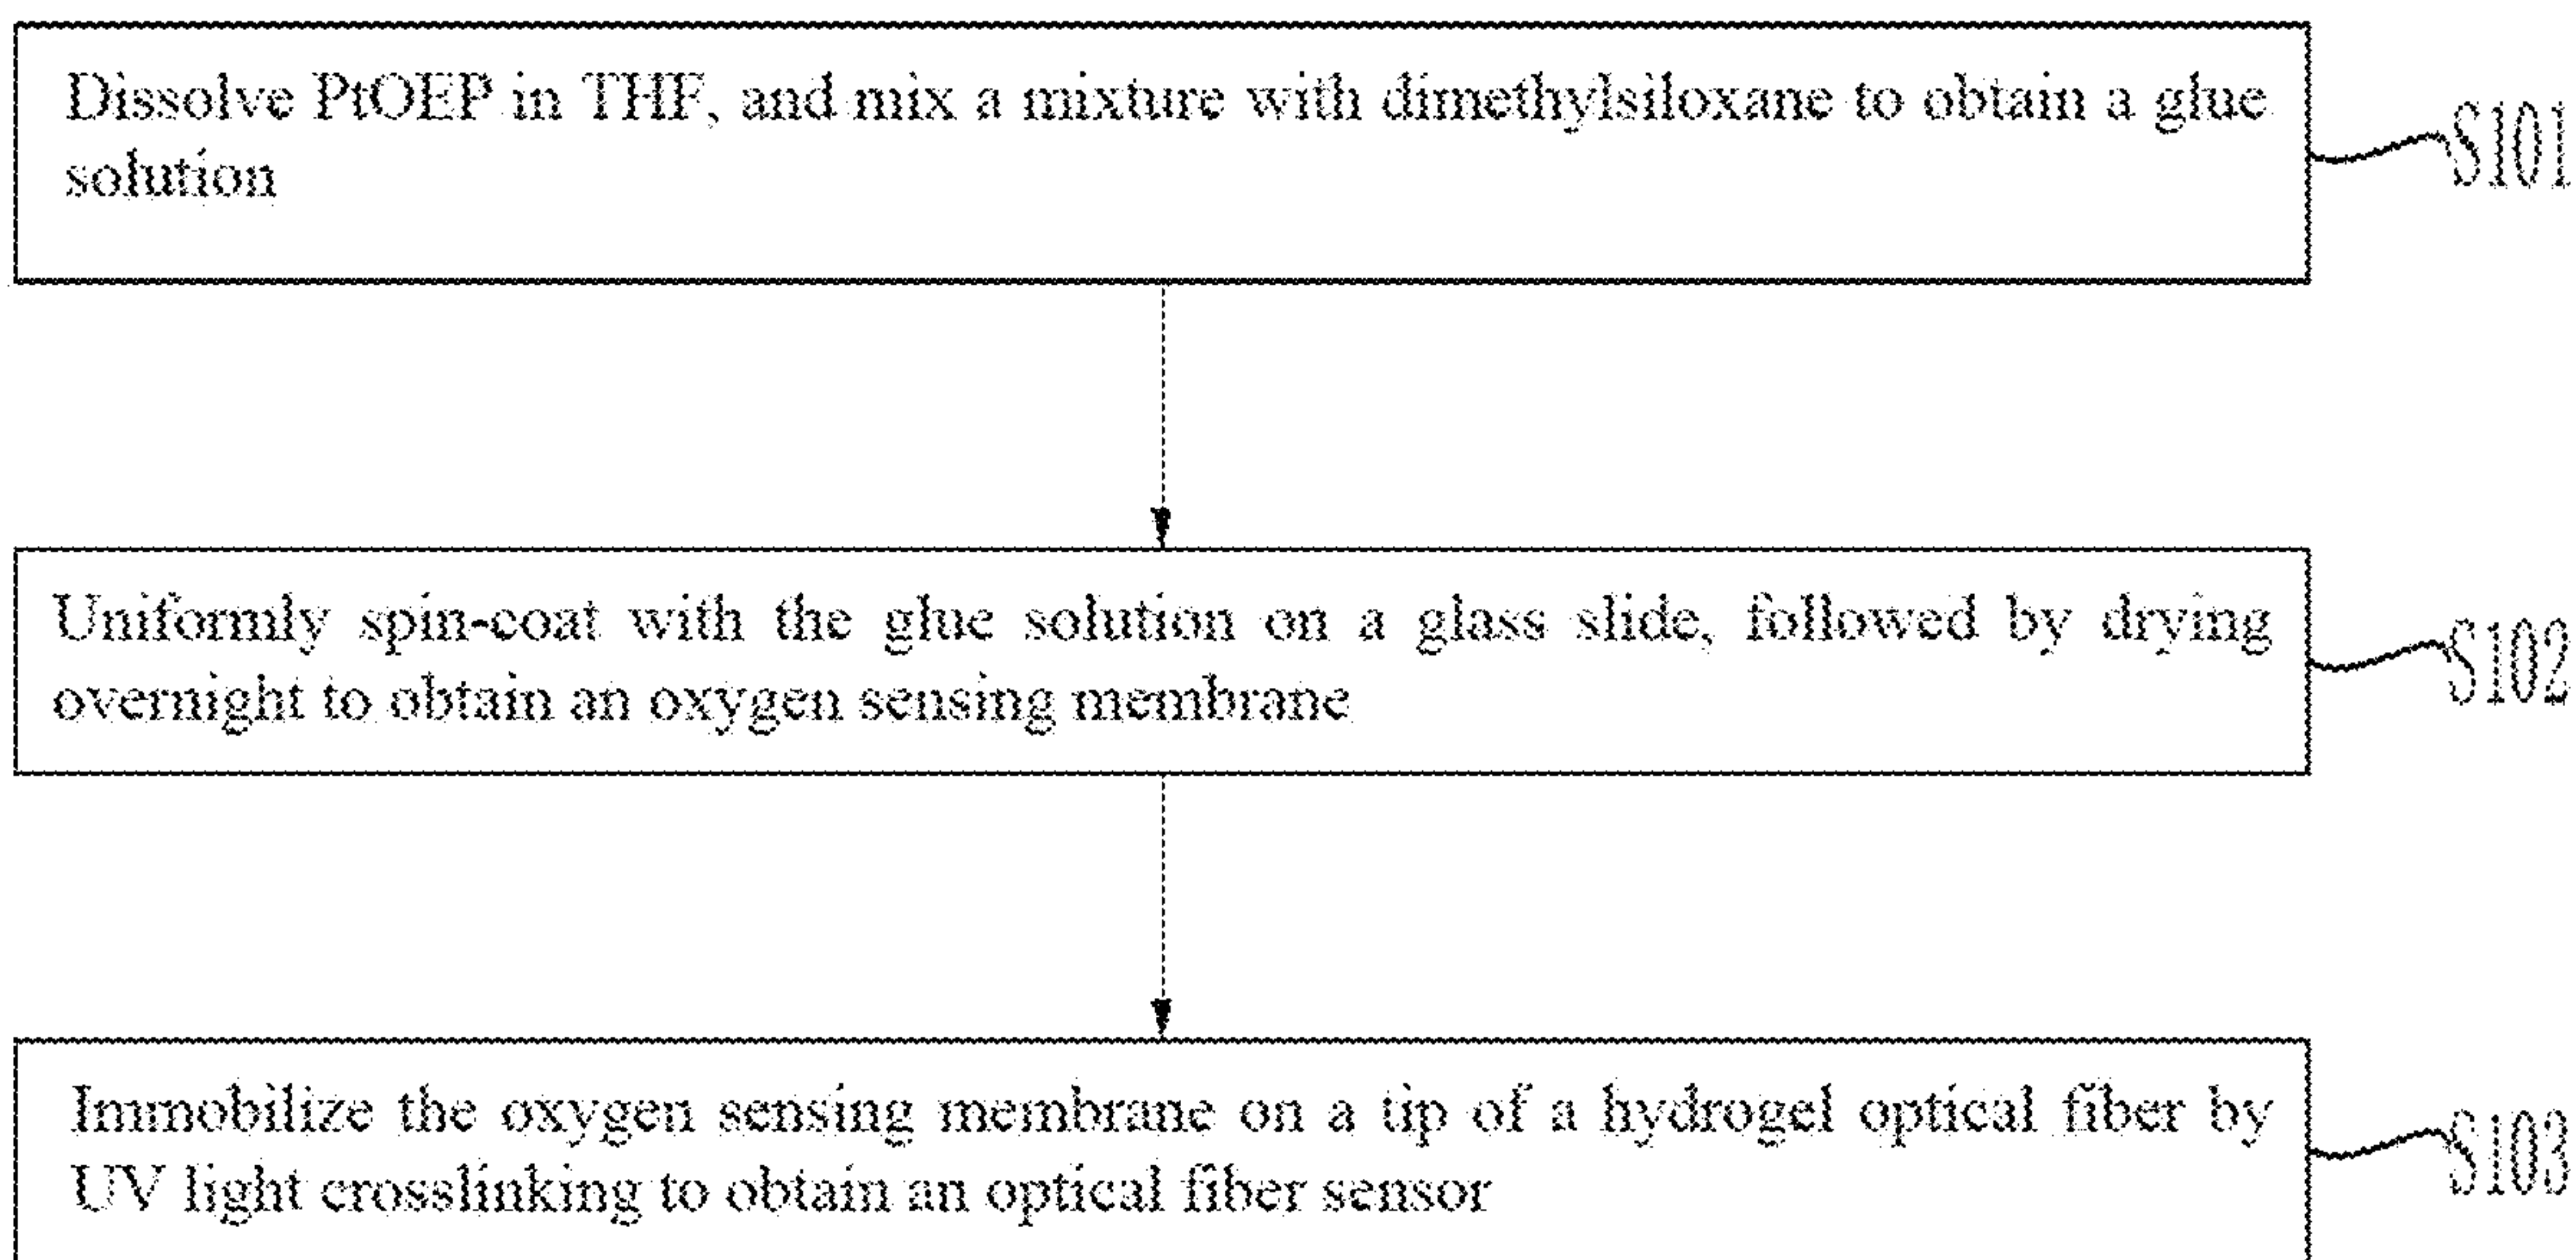 Dissolve PtOEP in THF, and mix a mixture with dimethylsiloxane to obtain a glue
solution
S101
Uniformly spin-coat with the glue solution on a glass slide, followed by drying
overnight to obtain an oxygen sensing membrane
S102
Immobilize the oxygen sensing membrane on a tip of a hydrogel optical fiber by
UV light crosslinking to obtain an optical fiber sensor
S103